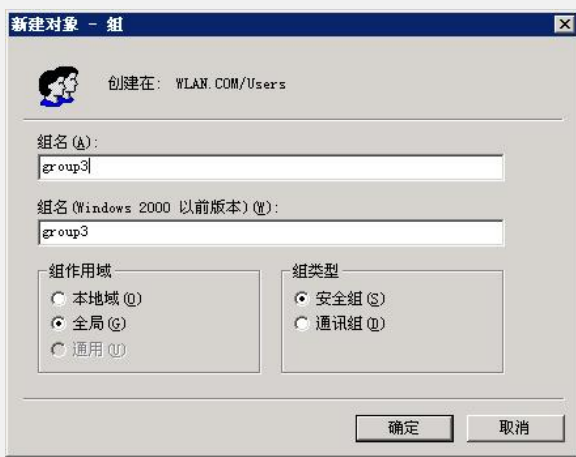 新建对象 - 组
创建在: WLAN.COM/Users
组名(A):
group3
组名(Windows 2000 以前版本)(W):
group3
组作用域
本地域(O)
全局(G)
通用(U)
组类型
安全组(S)
通讯组(D)
确定
取消